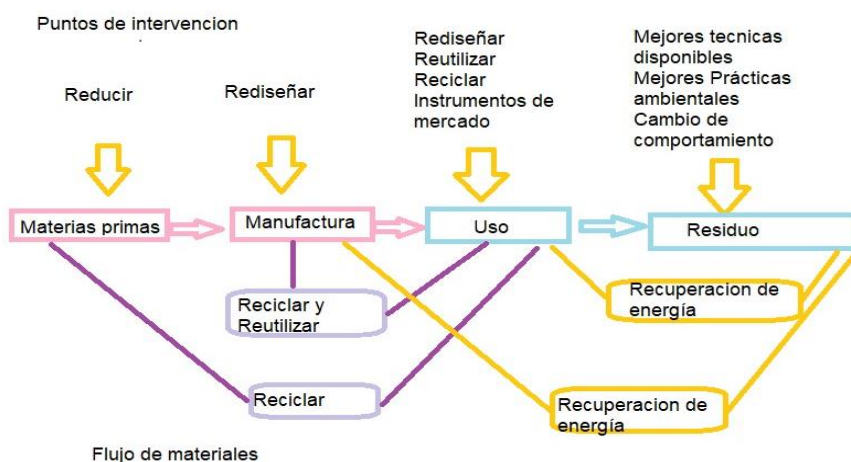 Puntos de intervencion
Reducir
Rediseñar
Rediseñar
Reutilizar
Reciclar
Instrumentos de
mercado
Mejores tecnicas
disponibles
Mejores Prácticas
ambientales
Cambio de
comportamiento
Materias primas
Manufactura
Uso
Residuo
Reciclar y
Reutilizar
Recuperacion de
energía
Reciclar
Recuperacion de
energía
Flujo de materiales